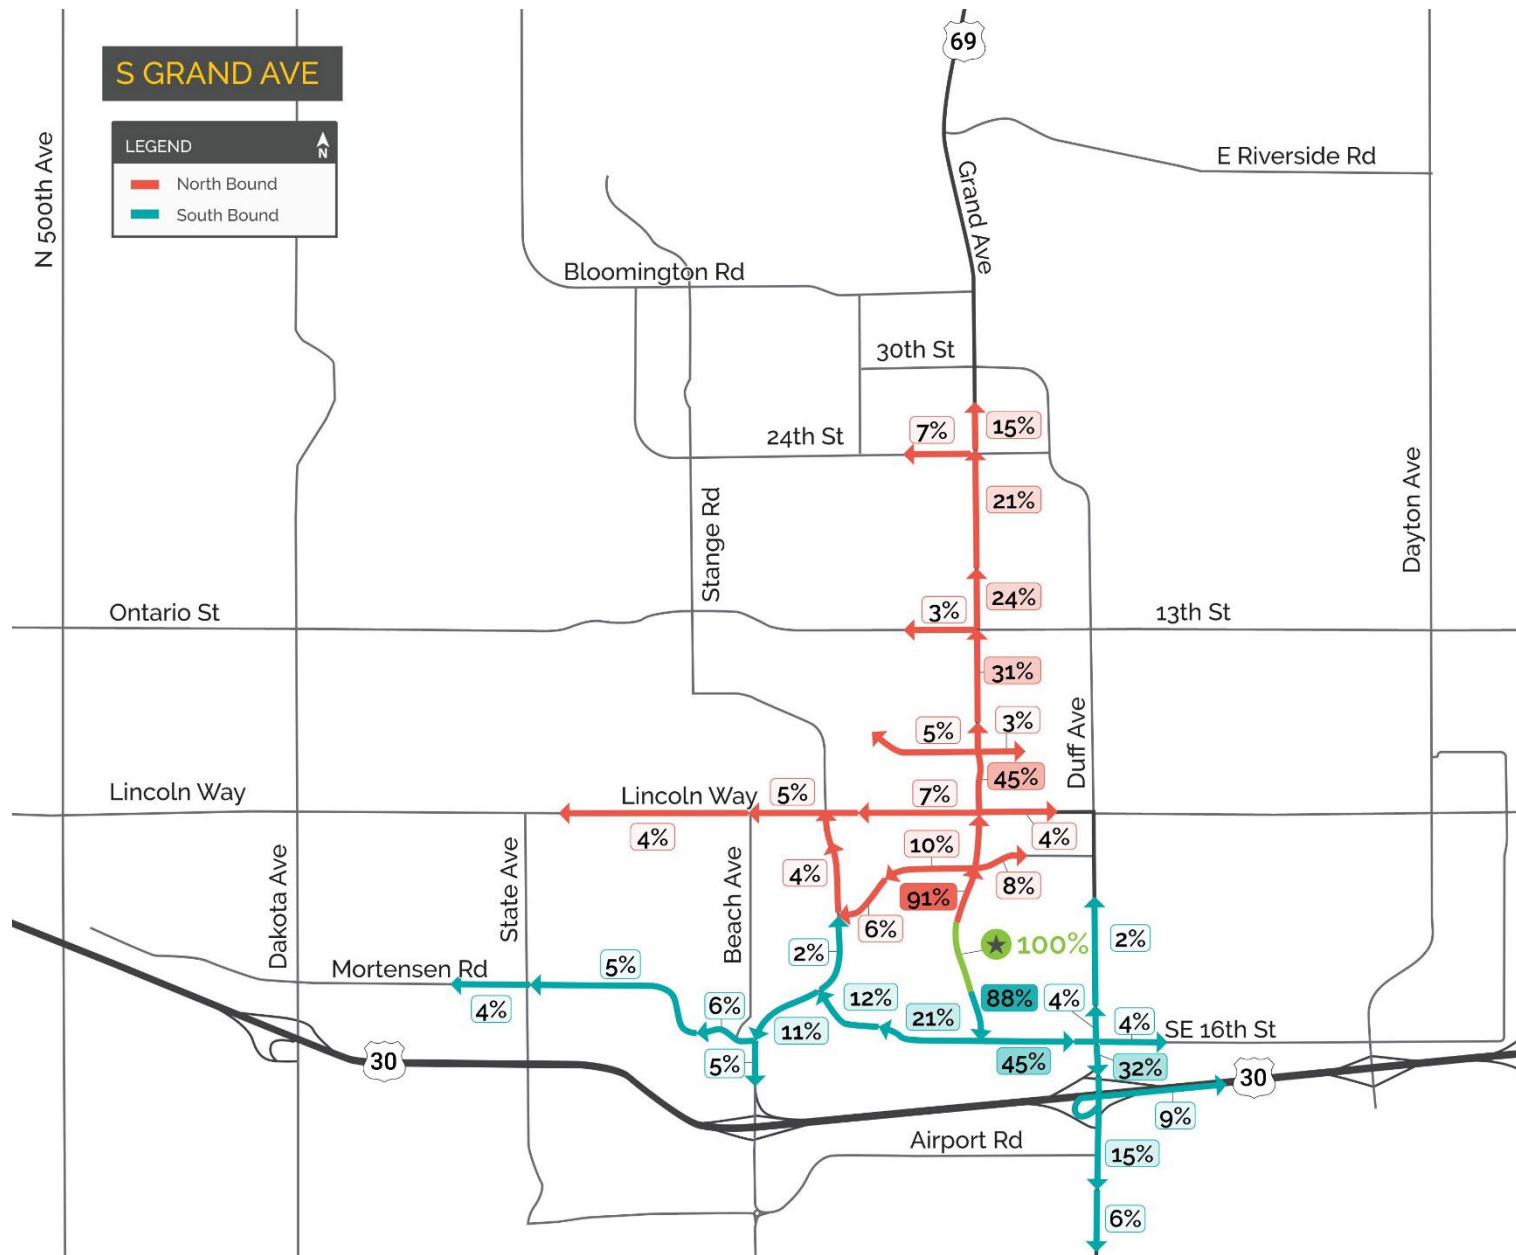 69
S GRAND AVE
LEGEND
N
North Bound
South Bound
N 500th Ave
E Riverside Rd
Grand Ave
Bloomington Rd
30th St
24th St
7%
15%
21%
Stange Rd
Dayton Ave
Ontario St
3%
24%
13th St
31%
5%
3%
45%
Duff Ave
Lincoln Way
Lincoln Way
5%
7%
4%
4%
10%
8%
4%
91%
6%
Dakota Ave
State Ave
Beach Ave
2%
100%
2%
Mortensen Rd
5%
4%
6%
11%
12%
21%
88%
4%
4%
SE 16th St
5%
45%
32%
30
30
9%
Airport Rd
15%
6%